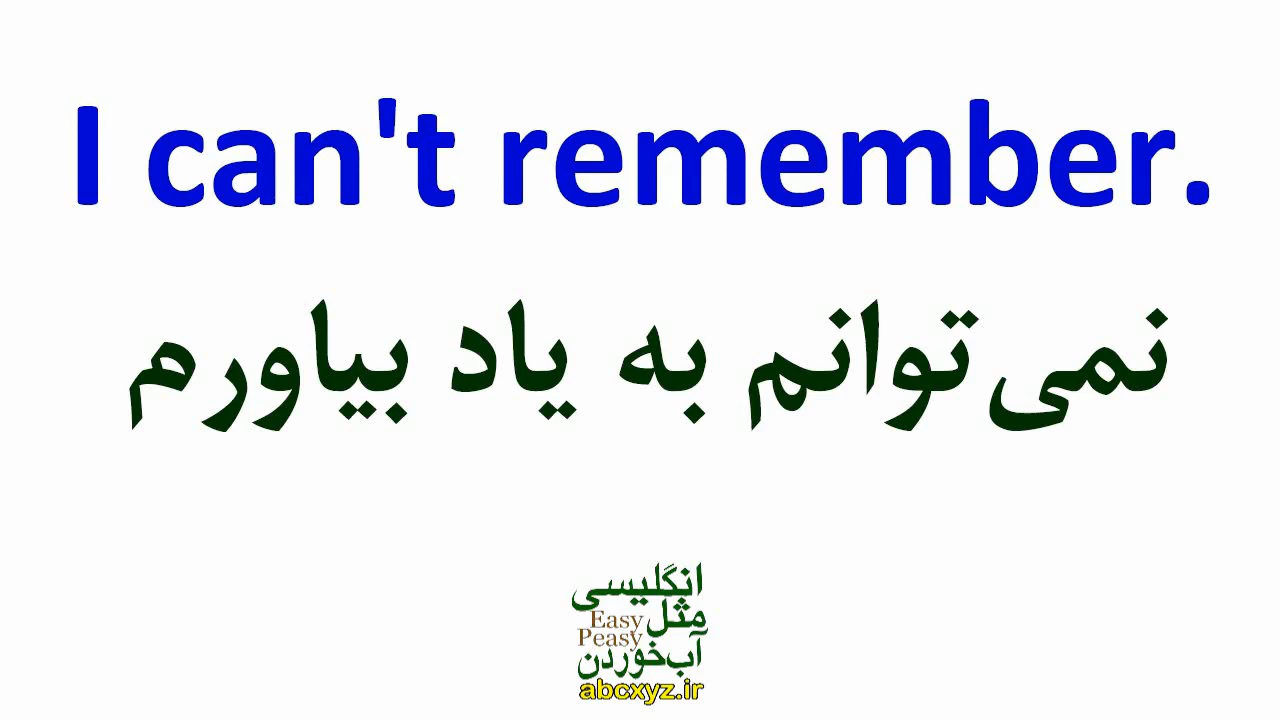 I can't remember.
نمی‌توانم به یاد بیاورم
انگلیسی
مثل
Easy
Peasy
آب‌خوردن
abcxyz.ir